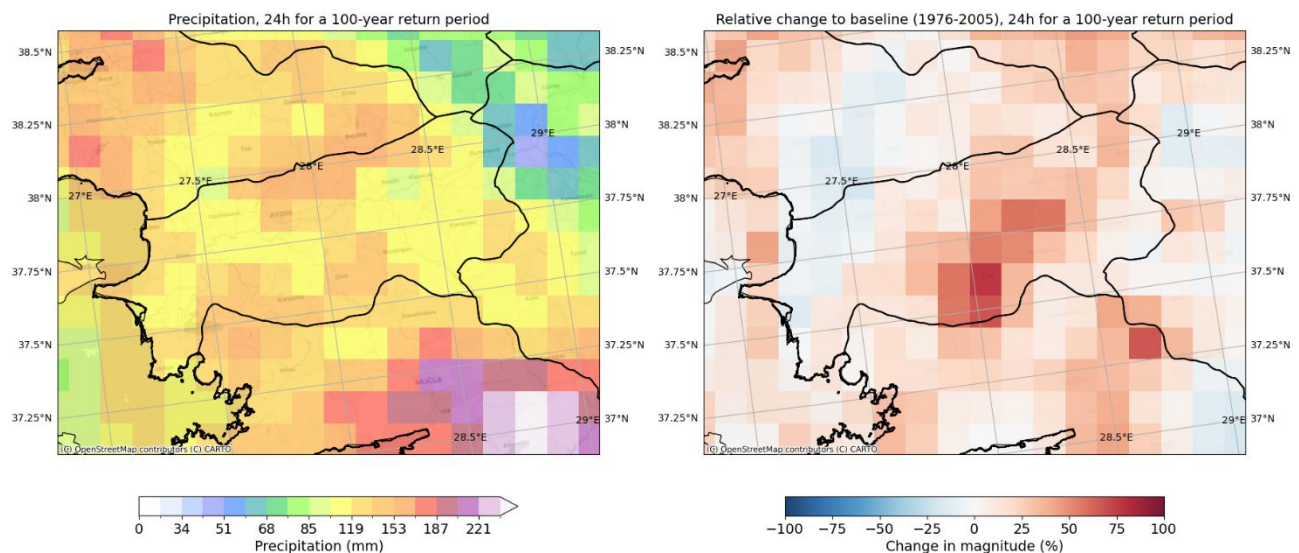 Precipitation, 24h for a 100-year return period
38.5°N
38.25°N
38°N
37.75°N
37.5°N
37.25°N
38.25°N
38°N
37.75°N
37.5°N
37.25°N
37°N
27°E
27.5°E
28°E
28.5°E
29°E
28.5°E
29°E
AYDIN
MUĞLA
(C) OpenStreetMap contributors (C) CARTO
0 34 51 68 85 119 153 187 221
Precipitation (mm)
Relative change to baseline (1976-2005), 24h for a 100-year return period
38.5°N
38.25°N
38°N
37.75°N
37.5°N
37.25°N
38.25°N
38°N
37.75°N
37.5°N
37.25°N
37°N
27°E
27.5°E
28°E
28.5°E
29°E
28.5°E
29°E
(C) OpenStreetMap contributors (C) CARTO
−100 −75 −50 −25 0 25 50 75 100
Change in magnitude (%)